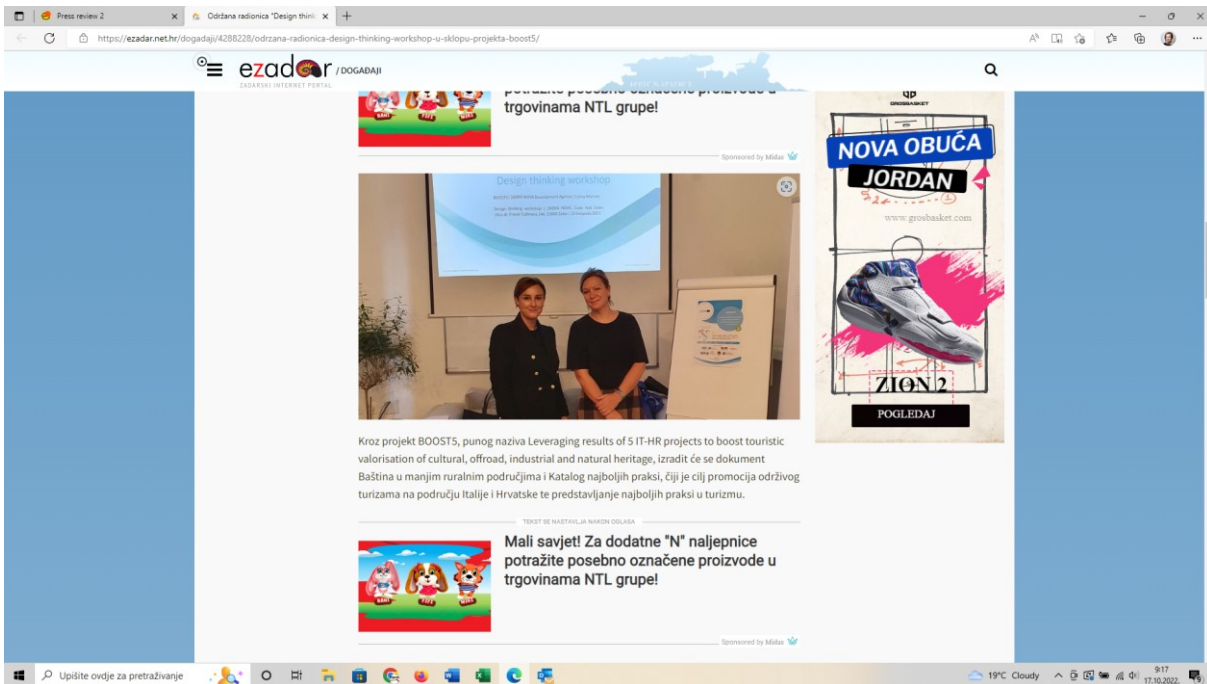 Press review 2
Održana radionica "Design think
https://ezadar.net.hr/dogadaji/4288228/odrzana-radionica-design-thinking-workshop-u-sklopu-projekta-boost5/
ezadar / DOGAĐAJI
ZADARSKI INTERNET PORTAL
potražite posebno označene proizvode u
trgovinama NTL grupe!
Sponsored by Midas
Design thinking workshop
Kroz projekt BOOST5, punog naziva Leveraging results of 5 IT-HR projects to boost touristic
valorisation of cultural, offroad, industrial and natural heritage, izradit će se dokument
Baština u manjim ruralnim područjima i Katalog najboljih praksi, čiji je cilj promocija održivog
turizama na području Italije i Hrvatske te predstavljanje najboljih praksi u turizmu.
TEKST SE NASTAVLJA NAKON OGLASA
Mali savjet! Za dodatne "N" naljepnice
potražite posebno označene proizvode u
trgovinama NTL grupe!
Sponsored by Midas
GROSBASKET
NOVA OBUĆA
JORDAN
www.grosbasket.com
ZION 2
POGLEDAJ
Upišite ovdje za pretraživanje
19°C Cloudy
9:17
17.10.2022.